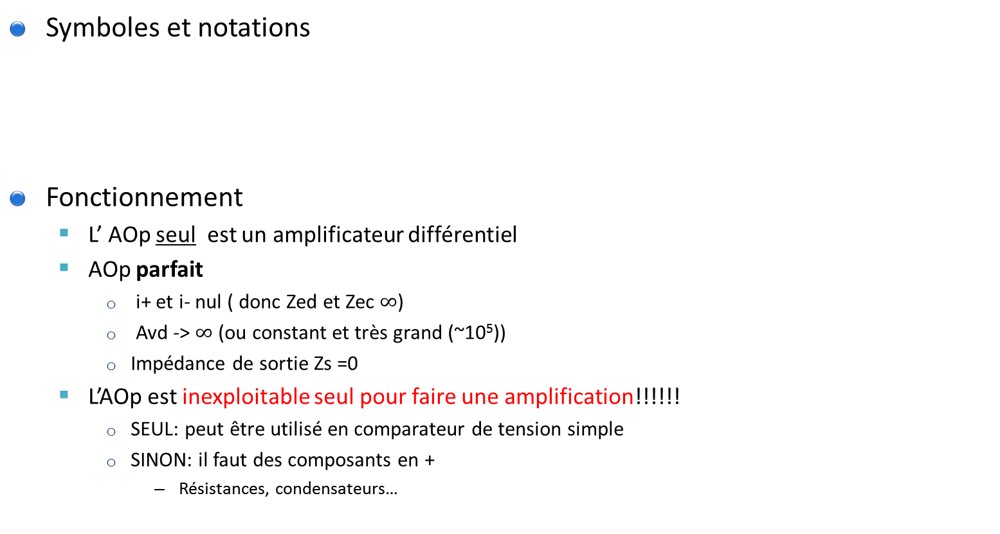 Symboles et notations
Fonctionnement
L’ AOp seul est un amplificateur différentiel
AOp parfait
i+ et i- nul ( donc Zed et Zec ∞)
Avd -> ∞ (ou constant et très grand (~10⁵))
Impédance de sortie Zs =0
L’AOp est inexploitable seul pour faire une amplification!!!!!!
SEUL: peut être utilisé en comparateur de tension simple
SINON: il faut des composants en +
– Résistances, condensateurs…